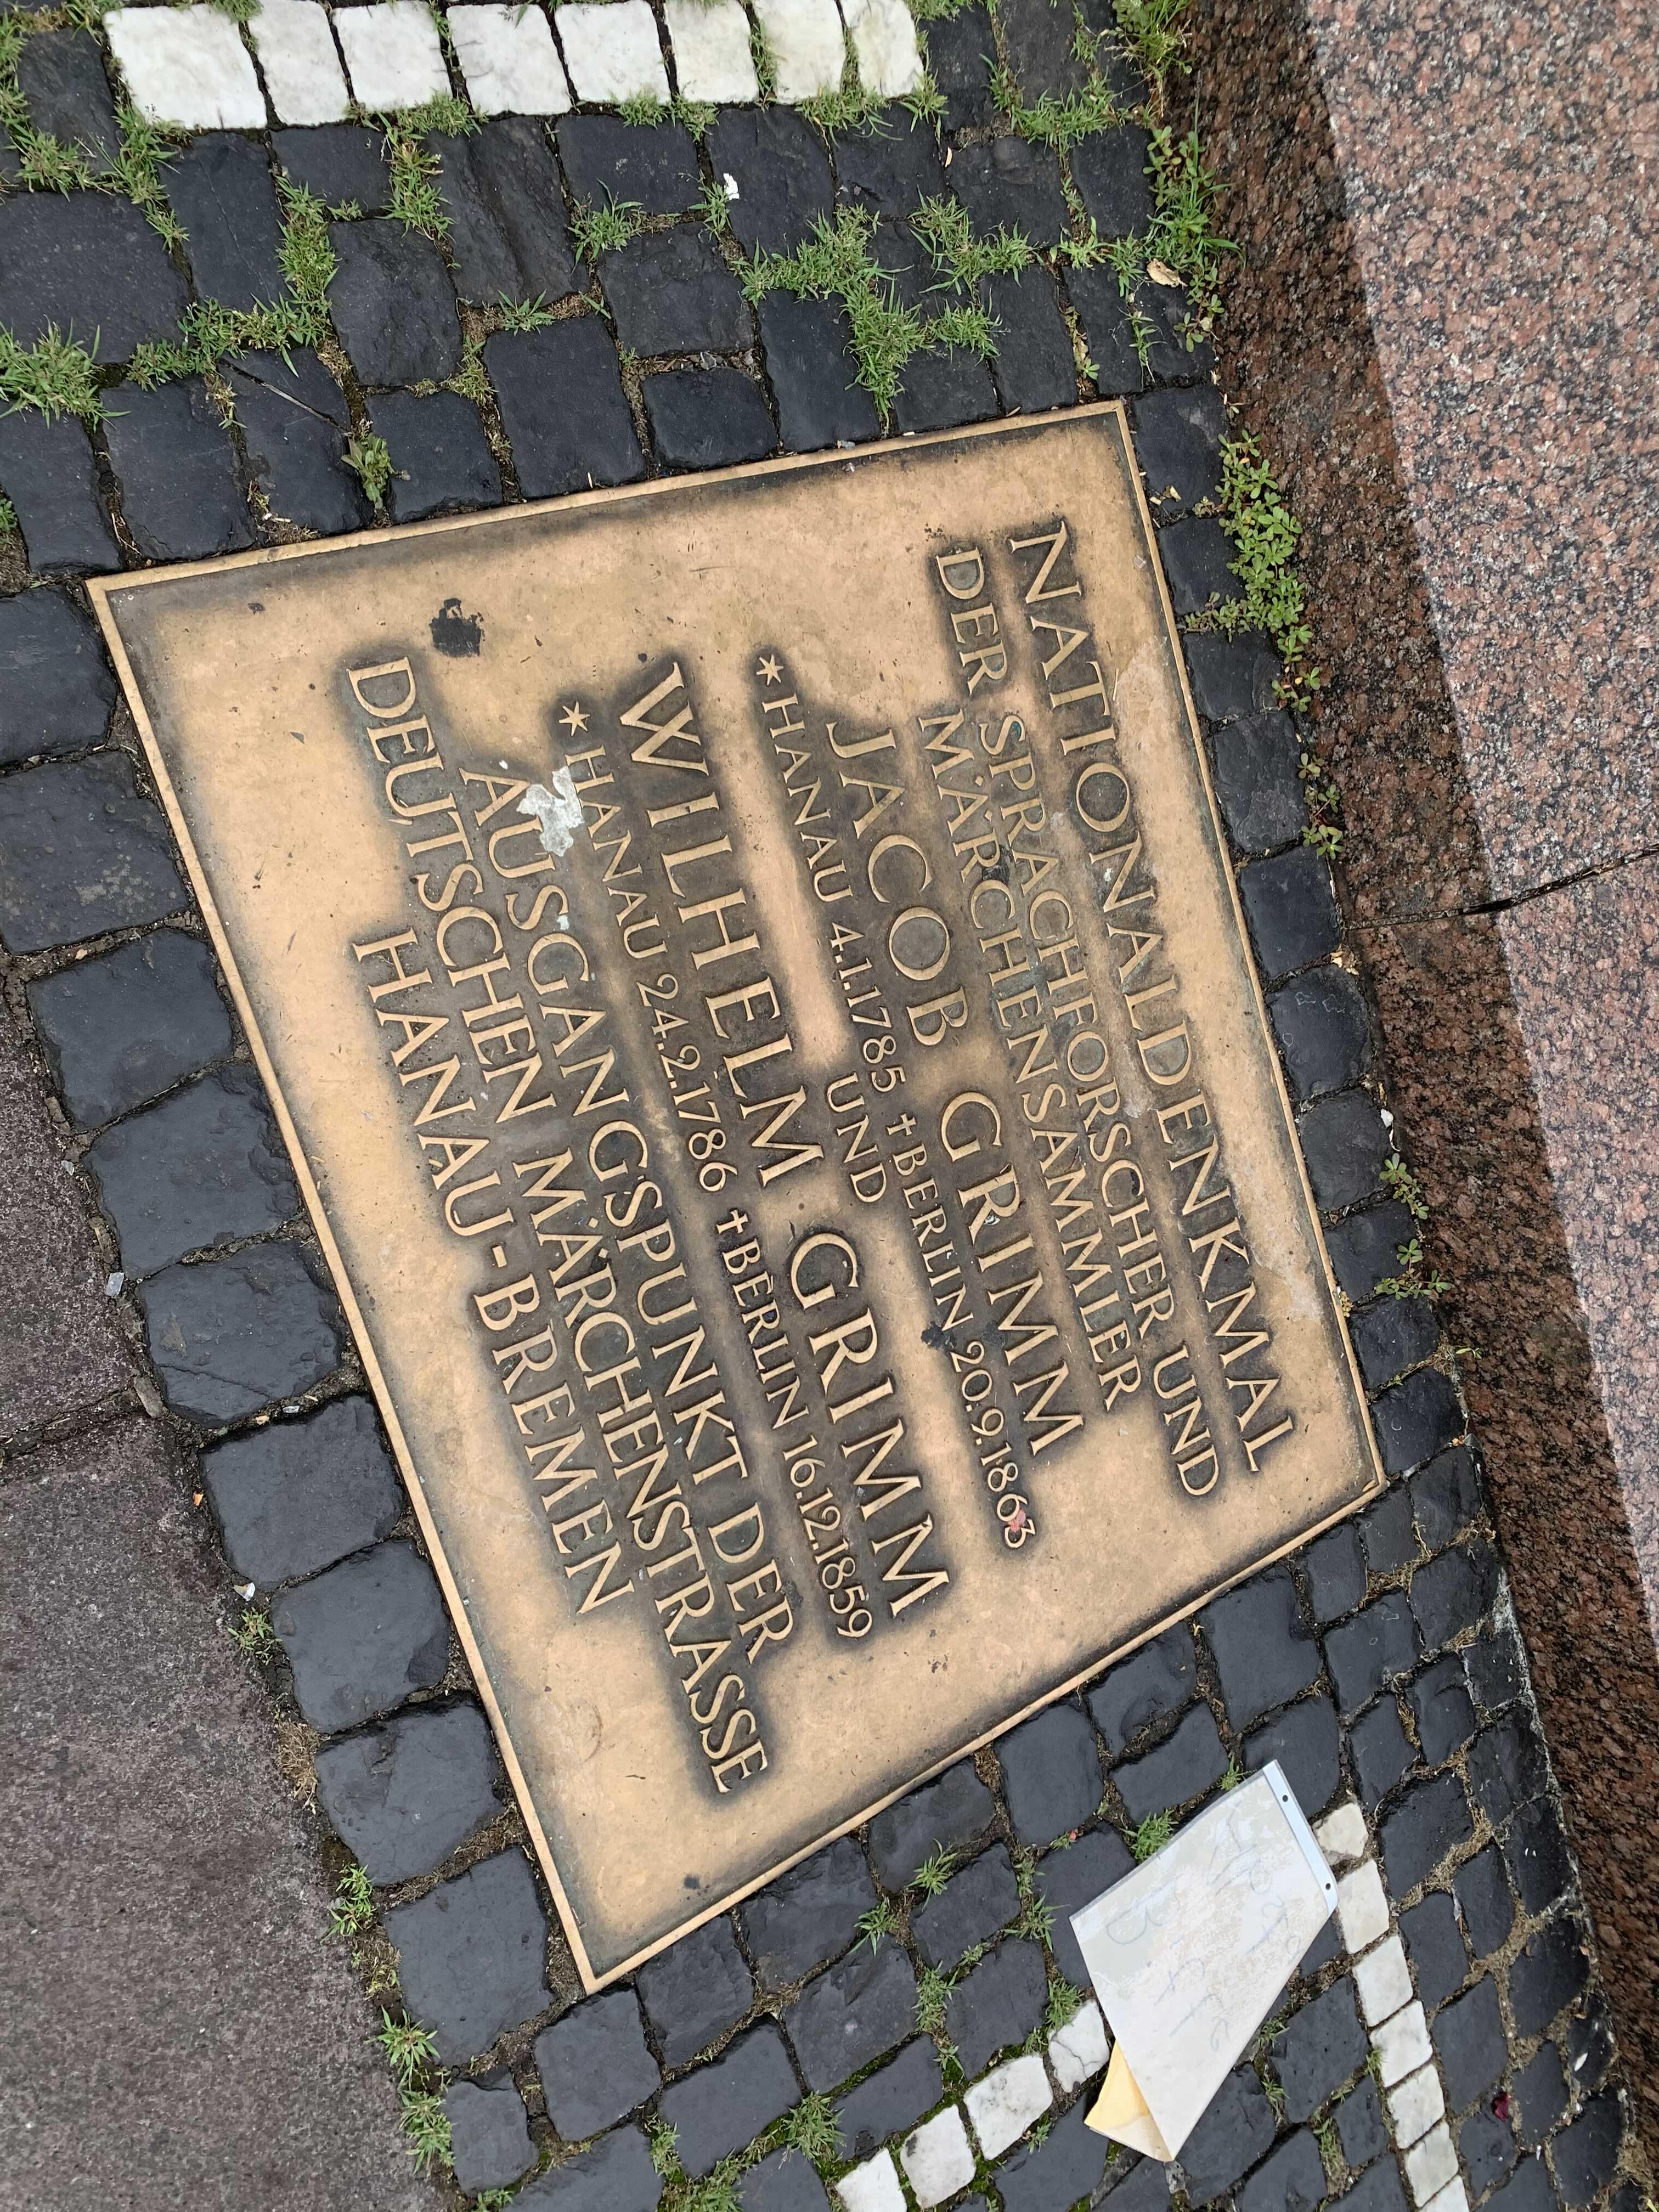 NATIONALDENKMAL
DER SPRACHFORSCHER UND
MÄRCHENSAMMLER
JACOB GRIMM
* HANAU 4.1.1785 ✝ BERLIN 20.9.1863
UND
WILHELM GRIMM
* HANAU 24.2.1786 ✝ BERLIN 16.12.1859
AUSGANGSPUNKT DER
DEUTSCHEN MÄRCHENSTRASSE
HANAU-BREMEN